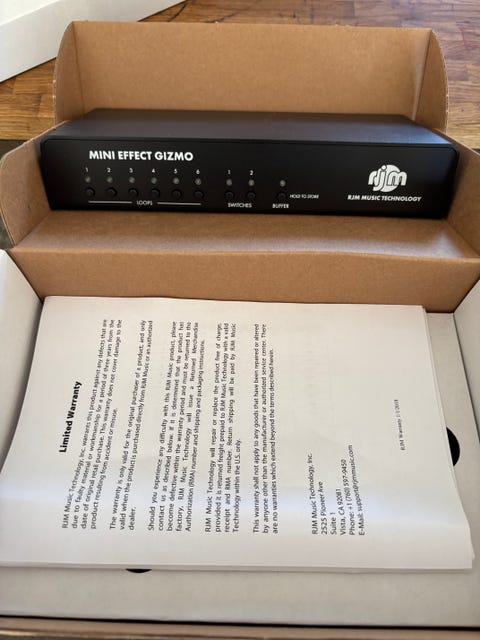 MINI EFFECT GIZMO
1 2 3 4 5 6 1 2
LOOPS SWITCHES BUFFER
HOLD TO STORE
rjm
RJM MUSIC TECHNOLOGY
Limited Warranty
RJM Music Technology, Inc. warrants this product against any defects that are
due to faulty material or workmanship for a period of three years from the
date of original retail purchase. This warranty does not cover damage to the
product resulting from accident or misuse.
The warranty is only valid for the original purchaser of a product, and only
valid when the product is purchased directly from RJM Music or an authorized
dealer.
Should you experience any difficulty with this RJM Music product, please
contact us as described below. If it is determined that the product has
become defective within the warranty period and must be returned to the
factory, RJM Music Technology will issue a Return Merchandise
Authorization (RMA) number and shipping and packaging instructions.
RJM Music Technology will repair or replace the product free of charge,
provided it is returned freight prepaid to RJM Music Technology with a valid
receipt and RMA number. Return shipping will be paid by RJM Music
Technology within the U.S. only.
This warranty shall not apply to any goods that have been repaired or altered
by anyone other than the manufacturer or authorized service center. There
are no warranties which extend beyond the terms described herein.
RJM Music Technology, Inc.
2525 Pioneer Ave
Suite 1
Vista, CA 92081
Phone: +1 (760) 597-9450
E-Mail: support@rjmmusic.com
RJM Warranty 1/1/2018